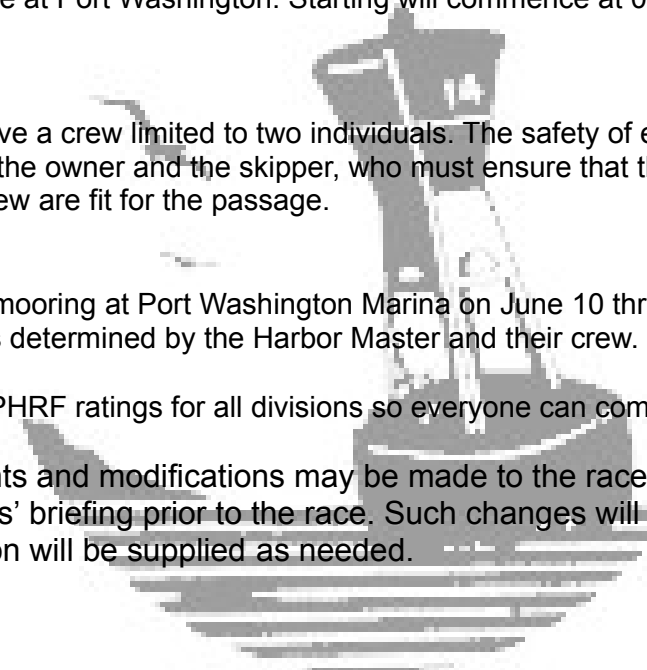 e at Port Washington. Starting will commence at 0
14
ve a crew limited to two individuals. The safety of e
the owner and the skipper, who must ensure that th
ew are fit for the passage.
mooring at Port Washington Marina on June 10 thr
s determined by the Harbor Master and their crew.
PHRF ratings for all divisions so everyone can com
nts and modifications may be made to the race
s’ briefing prior to the race. Such changes will
on will be supplied as needed.